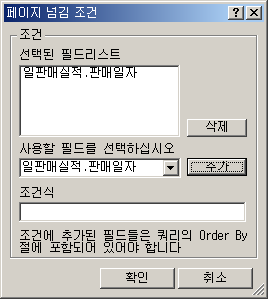 페이지 넘김 조건
조건
선택된 필드리스트
일판매실적.판매일자
삭제
사용할 필드를 선택하십시오
일판매실적.판매일자
추가
조건식
조건에 추가된 필드들은 쿼리의 Order By
절에 포함되어 있어야 합니다
확인
취소